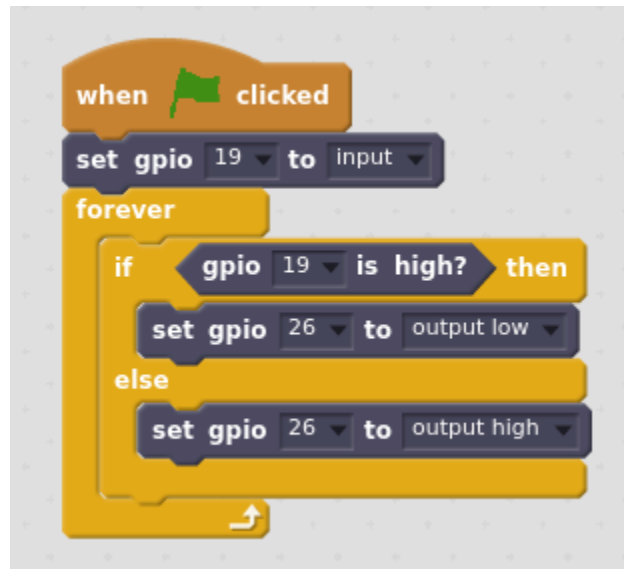 when clicked
set gpio 19 to input
forever
if gpio 19 is high? then
set gpio 26 to output low
else
set gpio 26 to output high